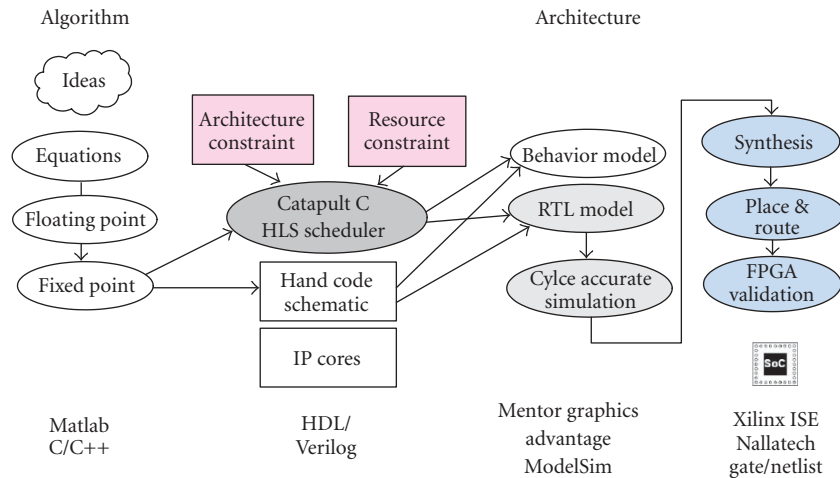 Algorithm
Architecture
Ideas
Equations
Floating point
Fixed point
Architecture
constraint
Resource
constraint
Catapult C
HLS scheduler
Hand code
schematic
IP cores
Behavior model
RTL model
Cylce accurate
simulation
Synthesis
Place &
route
FPGA
validation
SoC
Matlab
C/C++
HDL/
Verilog
Mentor graphics
advantage
ModelSim
Xilinx ISE
Nallatech
gate/netlist